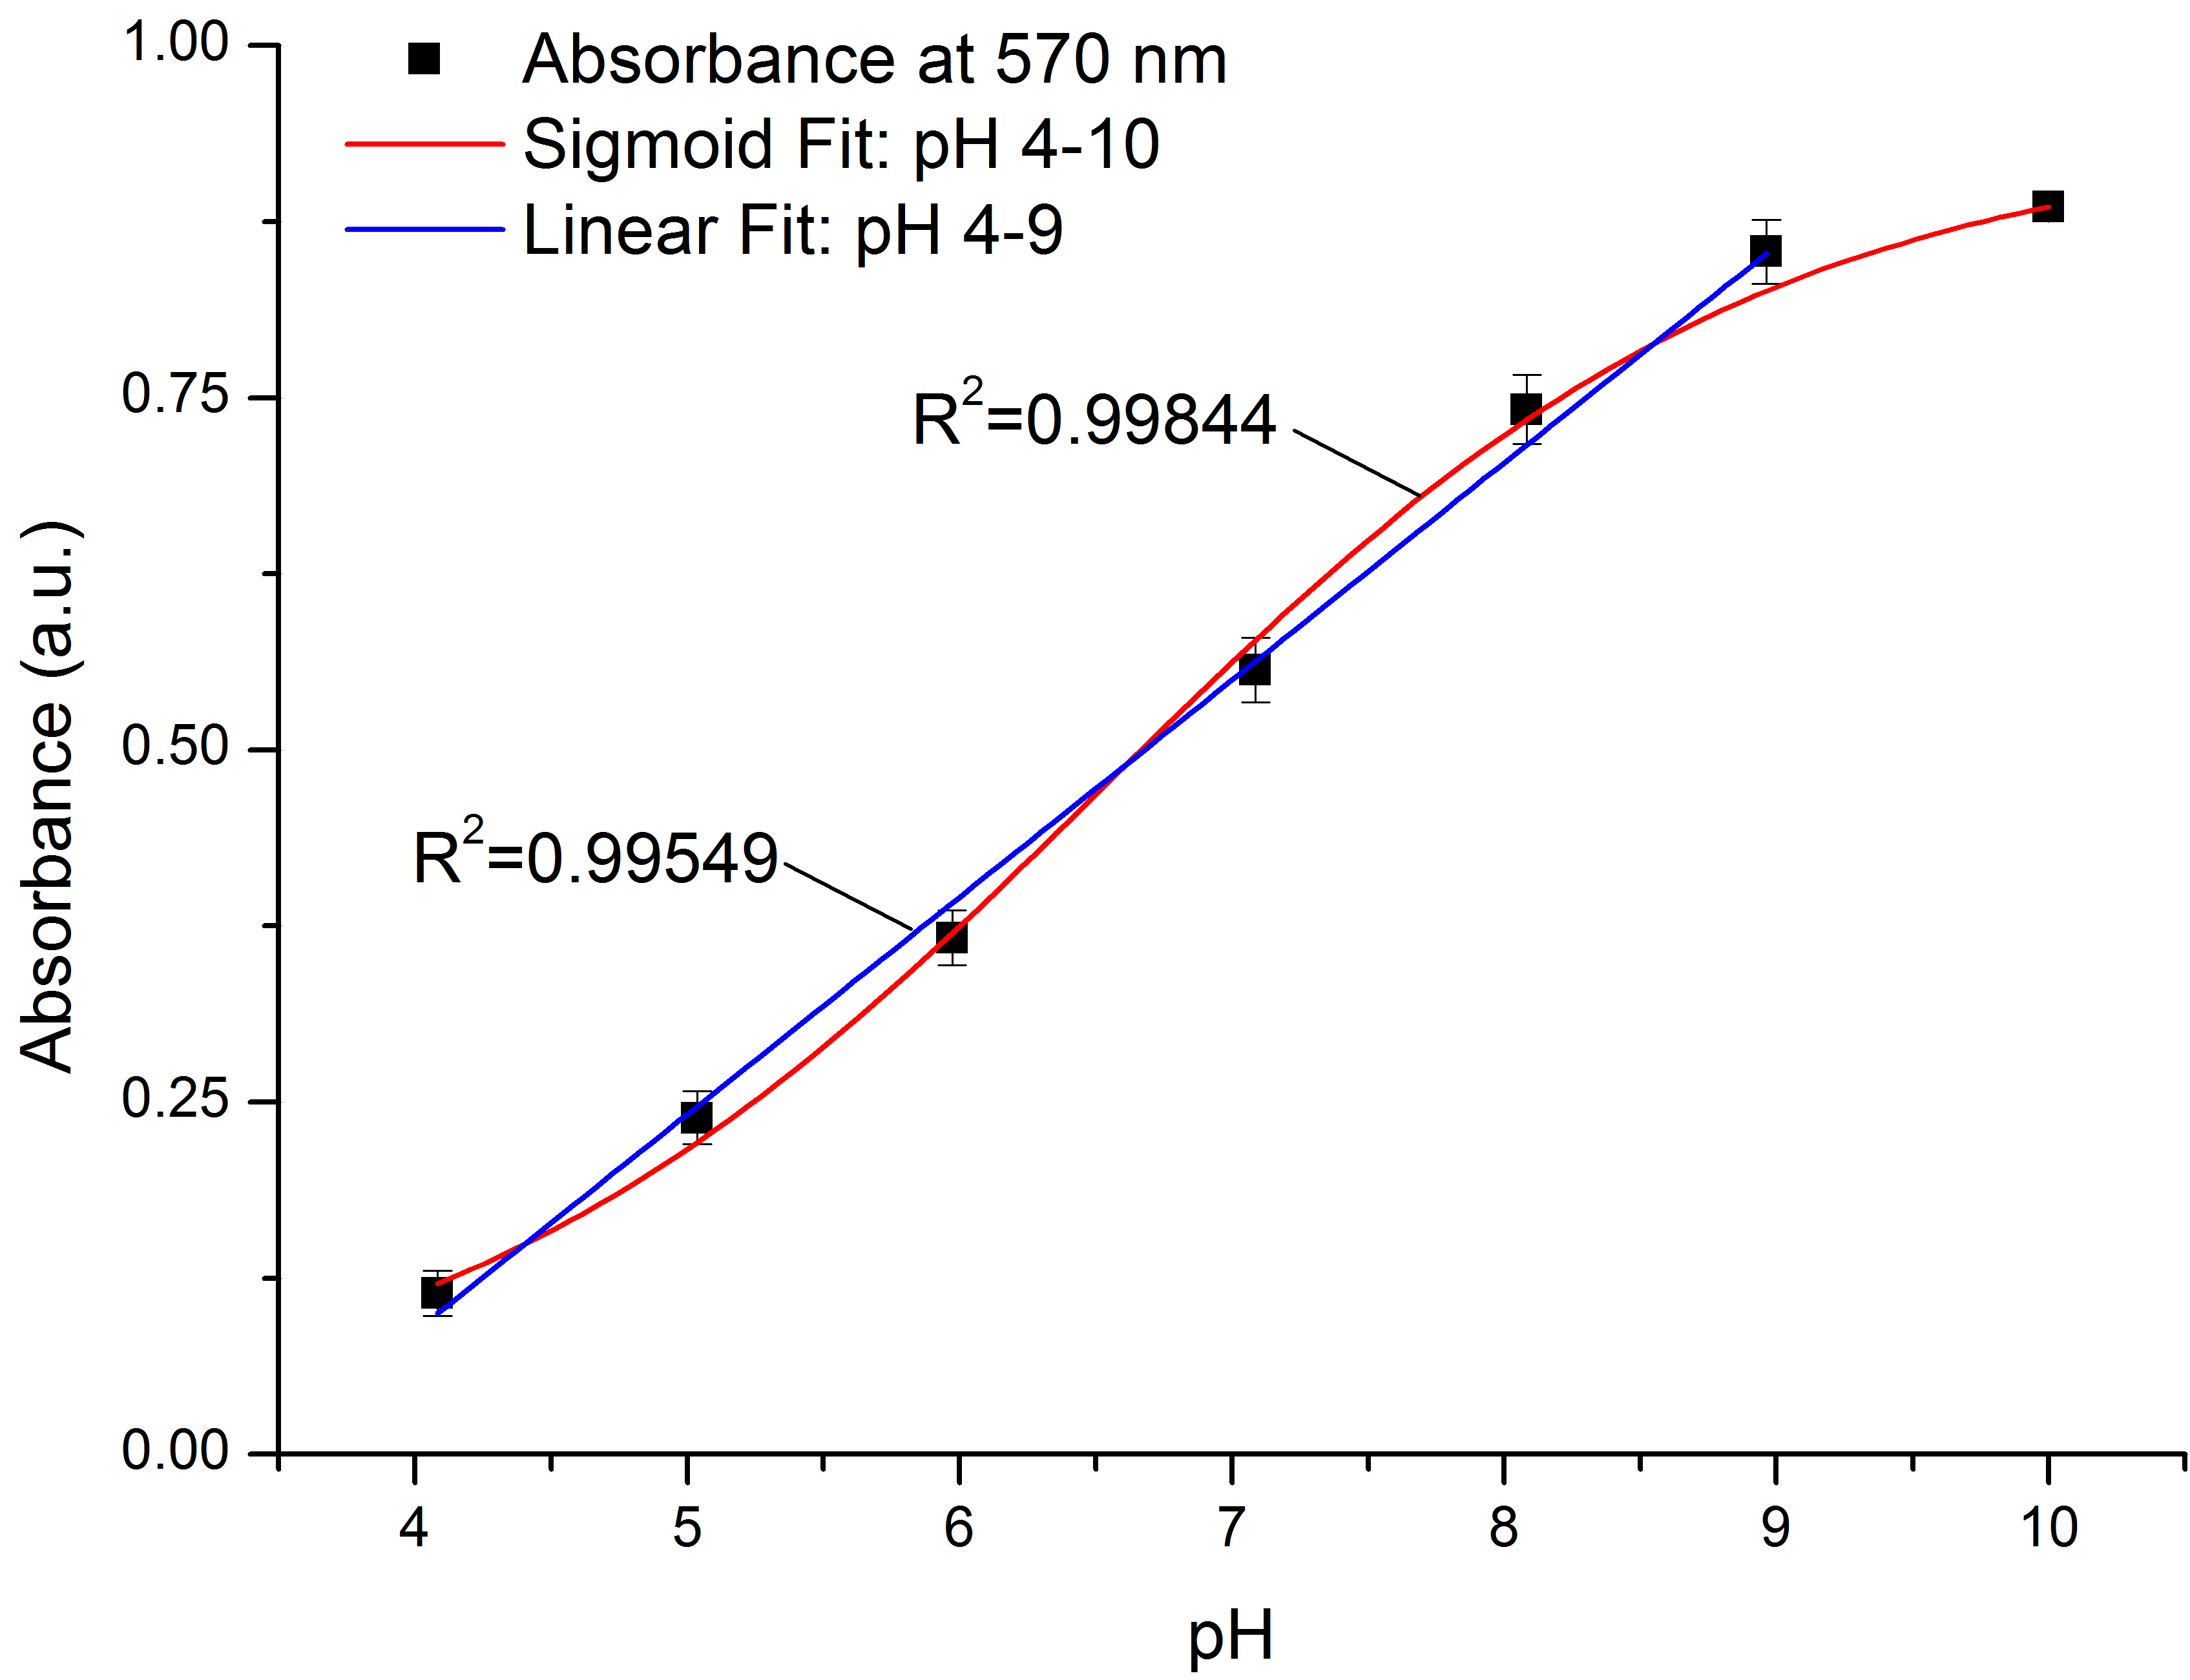 Absorbance at 570 nm
Sigmoid Fit: pH 4-10
Linear Fit: pH 4-9
1.00
0.75
0.50
0.25
0.00
Absorbance (a.u.)
R²=0.99844
R²=0.99549
4 5 6 7 8 9 10
pH